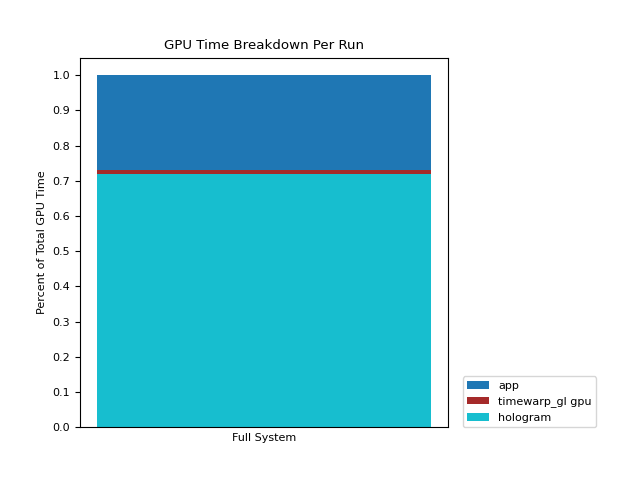 GPU Time Breakdown Per Run
Percent of Total GPU Time
1.0
0.9
0.8
0.7
0.6
0.5
0.4
0.3
0.2
0.1
0.0
Full System
app
timewarp_gl gpu
hologram